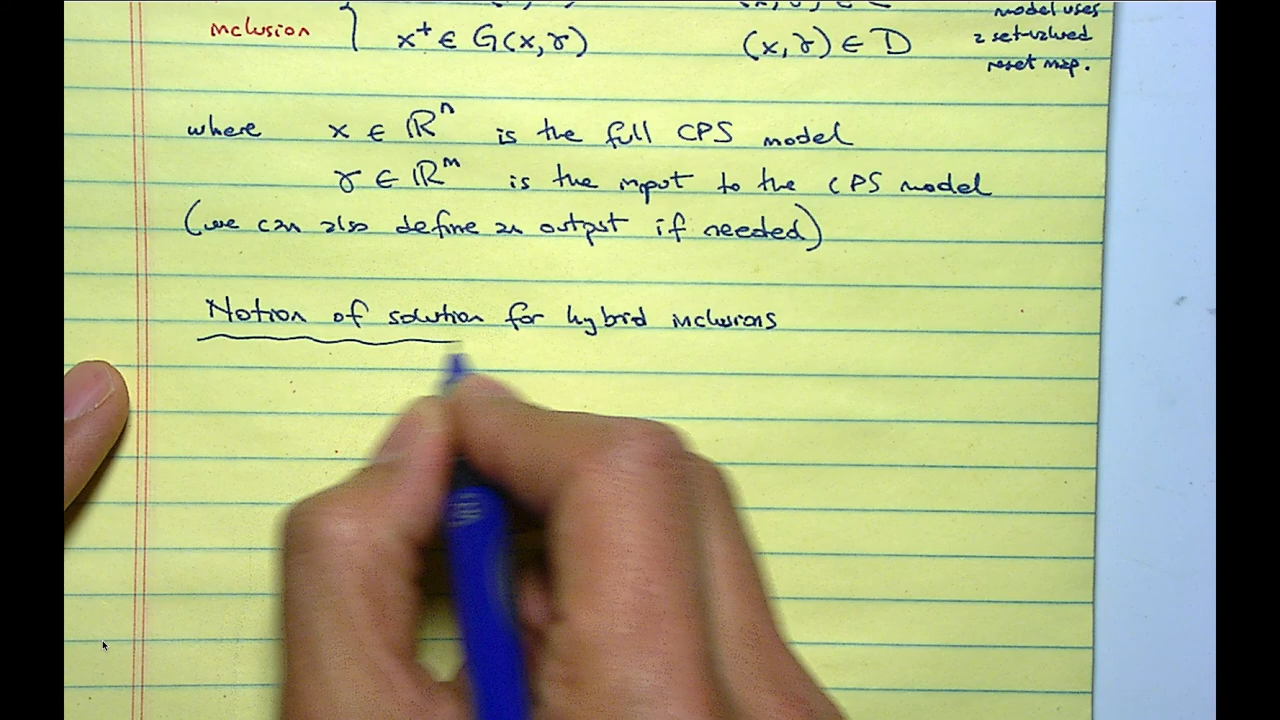 model uses
inclusion { x⁺ ∈ G(x,γ) (x,γ) ∈ D
a set-valued
reset map.
where x ∈ ℝⁿ is the full CPS model
γ ∈ ℝᵐ is the input to the CPS model
(we can also define an output if needed)
Notion of solution for hybrid inclusions